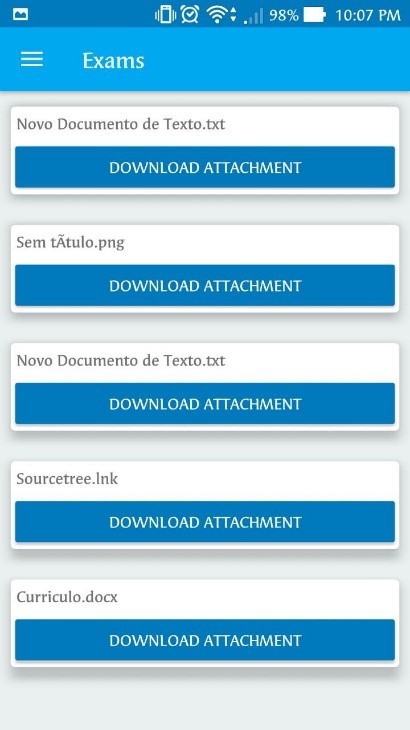 98% 10:07 PM
Exams
Novo Documento de Texto.txt
DOWNLOAD ATTACHMENT
Sem tÃtulo.png
DOWNLOAD ATTACHMENT
Novo Documento de Texto.txt
DOWNLOAD ATTACHMENT
Sourcetree.lnk
DOWNLOAD ATTACHMENT
Curriculo.docx
DOWNLOAD ATTACHMENT